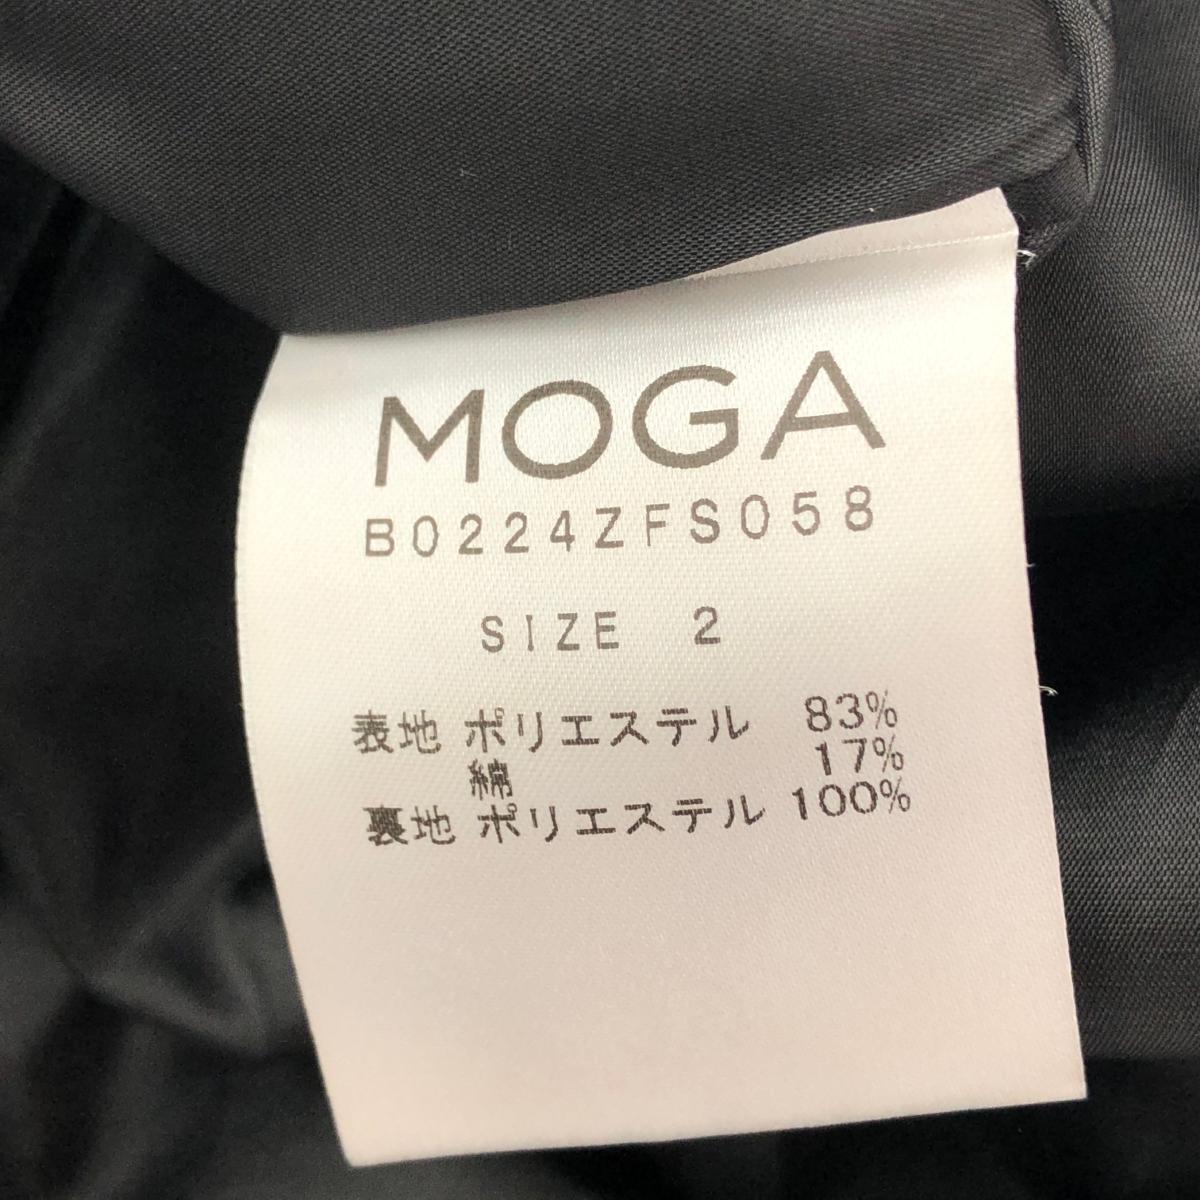 MOGA
B0224ZFS058
SIZE 2
表地 ポリエステル 83%
綿 17%
裏地 ポリエステル 100%